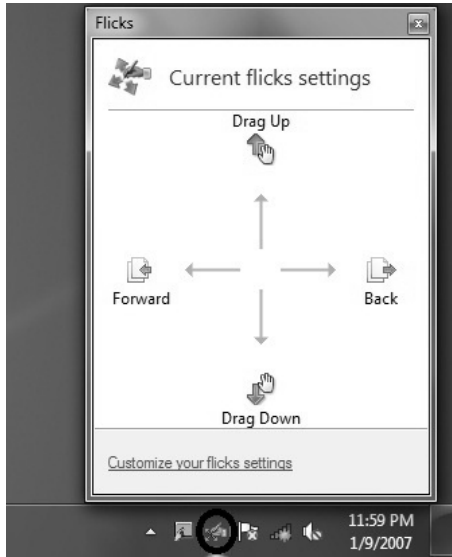 Flicks
Current flicks settings
Drag Up
Forward
Back
Drag Down
Customize your flicks settings
11:59 PM
1/9/2007